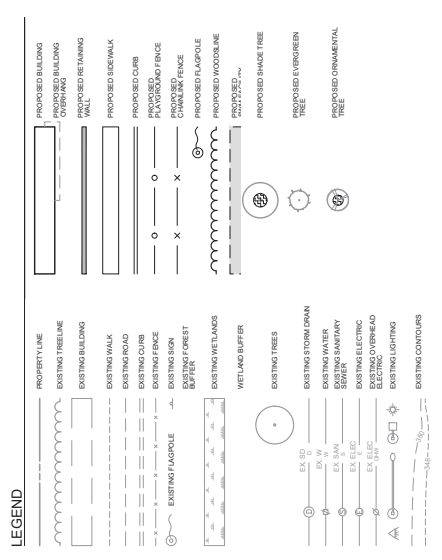 LEGEND
PROPERTY LINE
EXISTING TREELINE
EXISTING BUILDING
EXISTING WALK
EXISTING ROAD
EXISTING CURB
EXISTING FENCE
EXISTING SIGN
EXISTING FLAGPOLE
EXISTING FOREST
BUFFER
EXISTING WETLANDS
WETLAND BUFFER
EXISTING TREES
EX. SD
D
EXISTING STORM DRAIN
EX. W
W
EXISTING WATER
EX. SAN
S
EXISTING SANITARY
SEWER
EX. ELEC
E
EXISTING ELECTRIC
EX. ELEC
OHW
EXISTING OVERHEAD
ELECTRIC
EXISTING LIGHTING
350
348
EXISTING CONTOURS
PROPOSED BUILDING
PROPOSED BUILDING
OVERHANG
PROPOSED RETAINING
WALL
PROPOSED SIDEWALK
PROPOSED CURB
PROPOSED
PLAYGROUND FENCE
PROPOSED
CHAINLINK FENCE
PROPOSED FLAGPOLE
PROPOSED WOODSLINE
PROPOSED
PROPOSED SHADE TREE
PROPOSED EVERGREEN
TREE
PROPOSED ORNAMENTAL
TREE